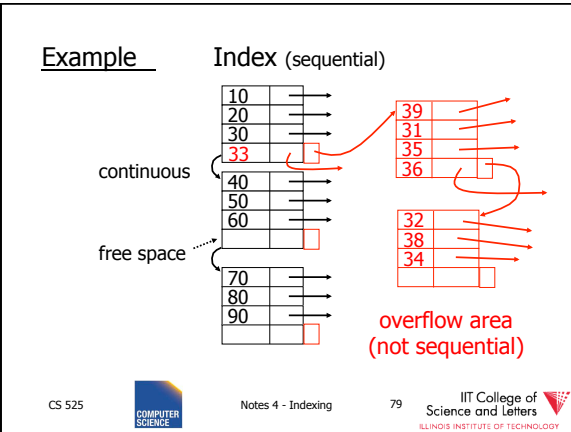 Example
Index (sequential)
10
20
30
33
continuous
40
50
60
free space
70
80
90
39
31
35
36
32
38
34
overflow area
(not sequential)
CS 525
COMPUTER
SCIENCE
Notes 4 - Indexing
79
IIT College of
Science and Letters
ILLINOIS INSTITUTE OF TECHNOLOGY